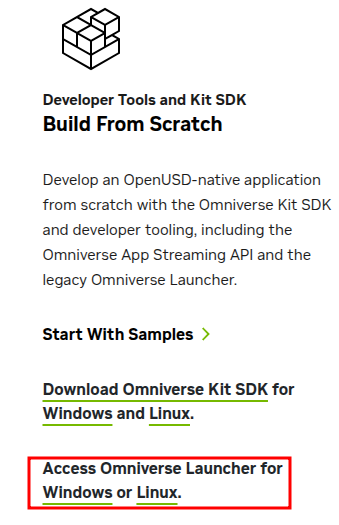 Developer Tools and Kit SDK
Build From Scratch
Develop an OpenUSD-native application
from scratch with the Omniverse Kit SDK
and developer tooling, including the
Omniverse App Streaming API and the
legacy Omniverse Launcher.
Start With Samples
Download Omniverse Kit SDK for
Windows and Linux.
Access Omniverse Launcher for
Windows or Linux.